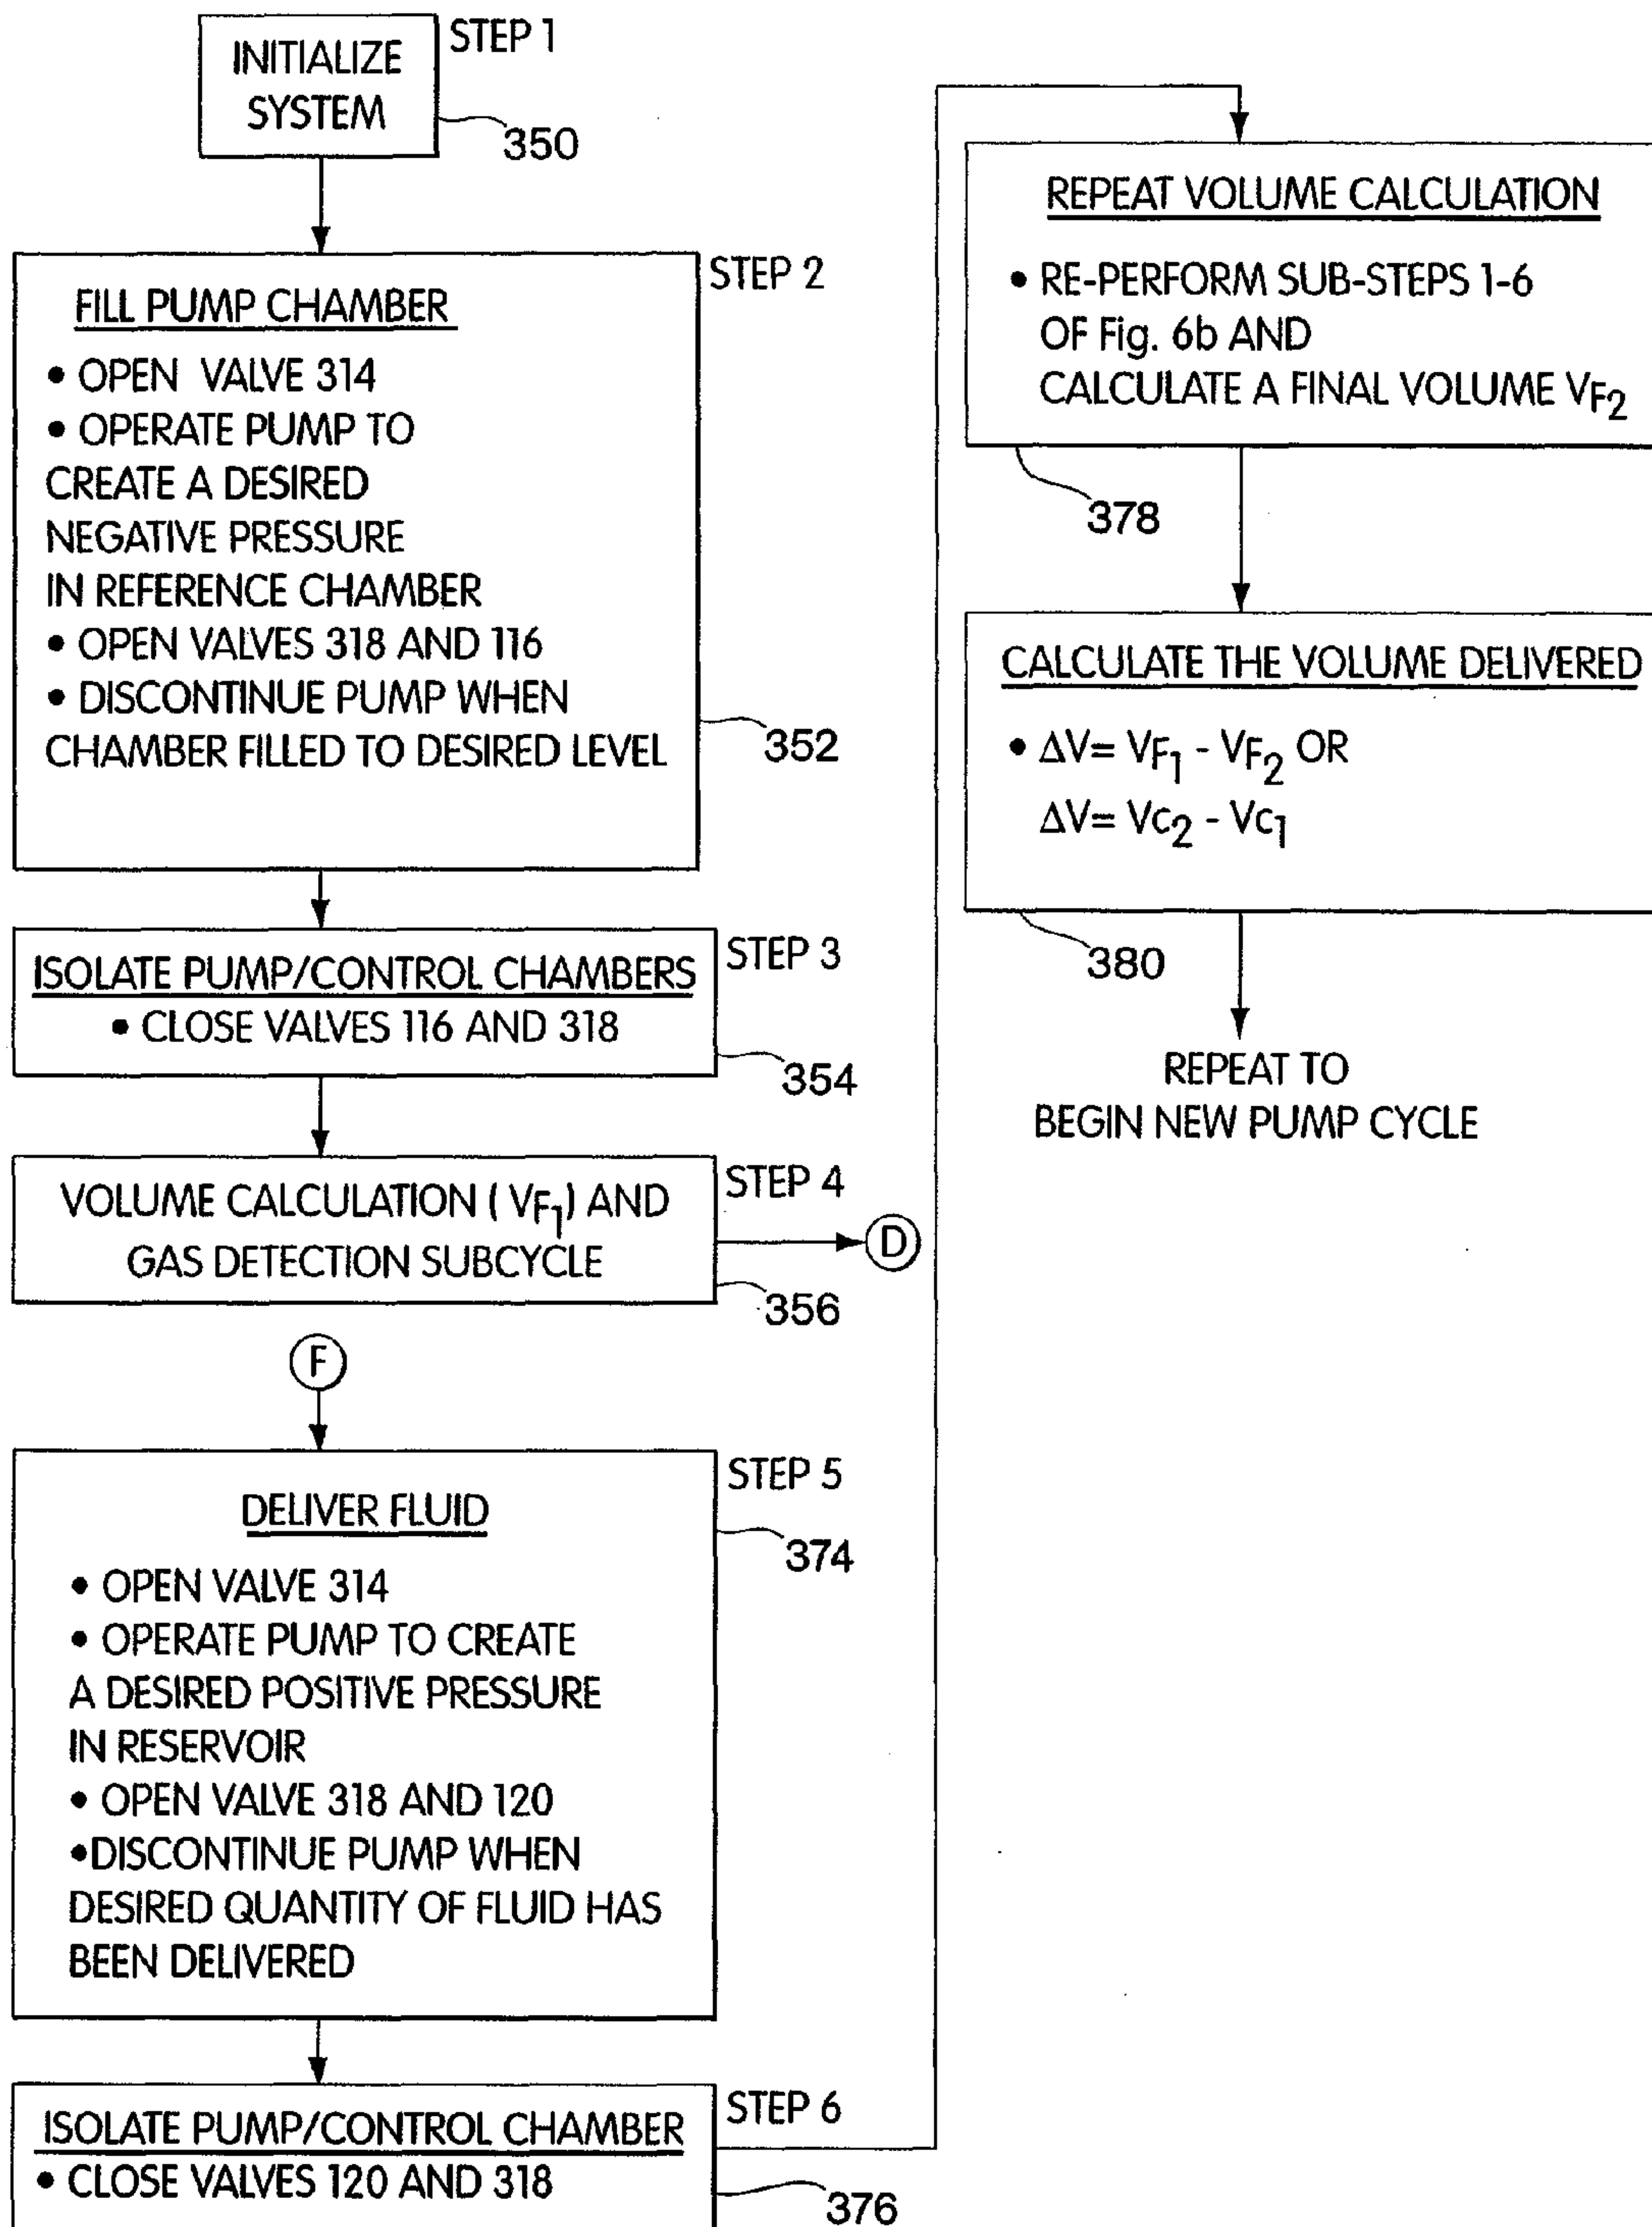 STEP 1
INITIALIZE
SYSTEM
350
STEP 2
FILL PUMP CHAMBER
• OPEN VALVE 314
• OPERATE PUMP TO
CREATE A DESIRED
NEGATIVE PRESSURE
IN REFERENCE CHAMBER
• OPEN VALVES 318 AND 116
• DISCONTINUE PUMP WHEN
CHAMBER FILLED TO DESIRED LEVEL
352
STEP 3
ISOLATE PUMP/CONTROL CHAMBERS
• CLOSE VALVES 116 AND 318
354
STEP 4
VOLUME CALCULATION ( VF1) AND
GAS DETECTION SUBCYCLE
D
356
F
STEP 5
DELIVER FLUID
374
• OPEN VALVE 314
• OPERATE PUMP TO CREATE
A DESIRED POSITIVE PRESSURE
IN RESERVOIR
• OPEN VALVE 318 AND 120
•DISCONTINUE PUMP WHEN
DESIRED QUANTITY OF FLUID HAS
BEEN DELIVERED
STEP 6
ISOLATE PUMP/CONTROL CHAMBER
• CLOSE VALVES 120 AND 318
376
REPEAT VOLUME CALCULATION
• RE-PERFORM SUB-STEPS 1-6
OF Fig. 6b AND
CALCULATE A FINAL VOLUME VF2
378
CALCULATE THE VOLUME DELIVERED
• ΔV= VF1 - VF2 OR
ΔV= VC2 - VC1
380
REPEAT TO
BEGIN NEW PUMP CYCLE